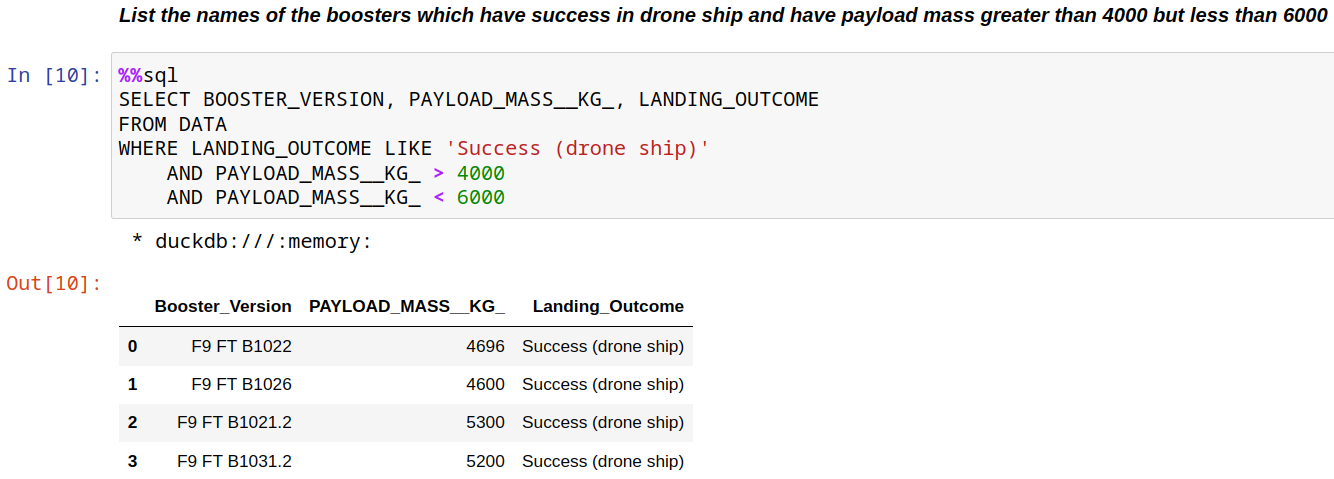 List the names of the boosters which have success in drone ship and have payload mass greater than 4000 but less than 6000
In [10]: %%sql
SELECT BOOSTER_VERSION, PAYLOAD_MASS__KG_, LANDING_OUTCOME
FROM DATA
WHERE LANDING_OUTCOME LIKE 'Success (drone ship)'
    AND PAYLOAD_MASS__KG_ > 4000
    AND PAYLOAD_MASS__KG_ < 6000
* duckdb:///:memory:
Out[10]:
Booster_Version PAYLOAD_MASS__KG_ Landing_Outcome
0 F9 FT B1022 4696 Success (drone ship)
1 F9 FT B1026 4600 Success (drone ship)
2 F9 FT B1021.2 5300 Success (drone ship)
3 F9 FT B1031.2 5200 Success (drone ship)